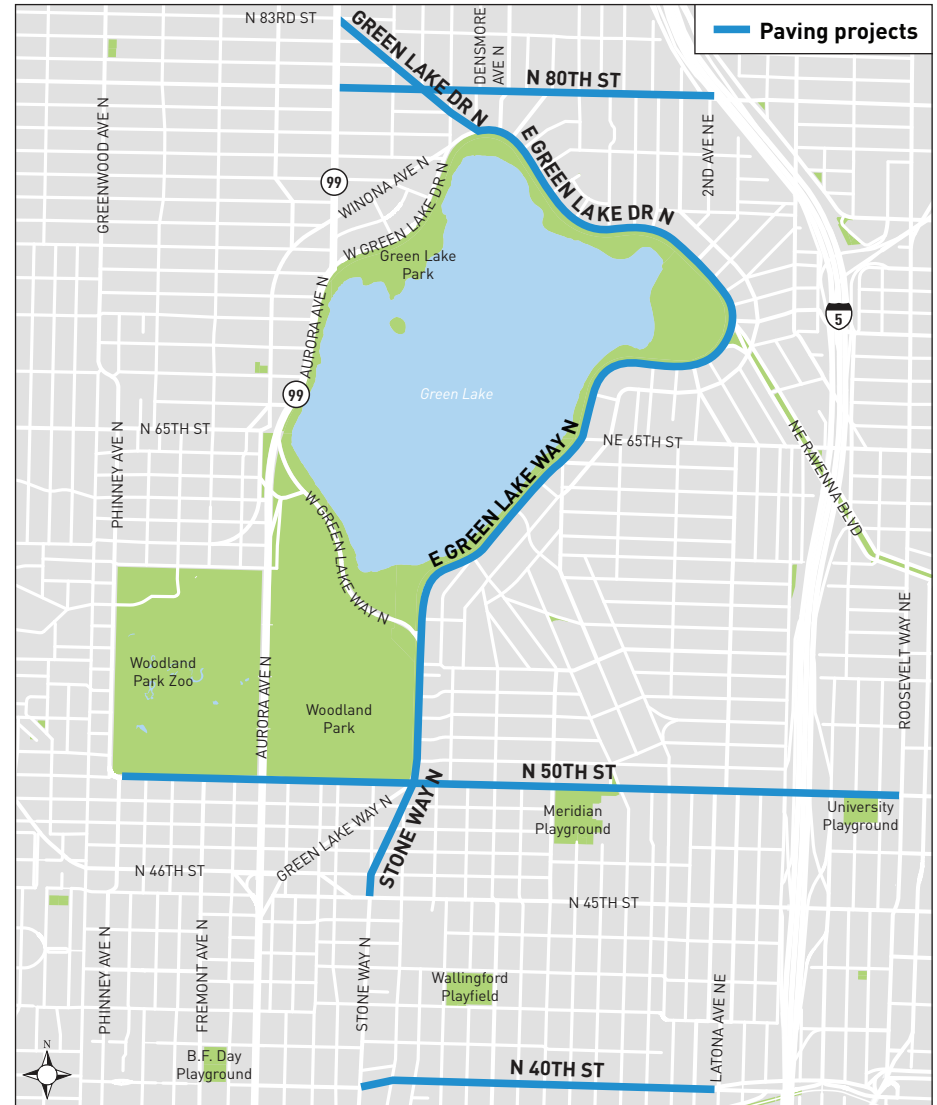 N 83RD ST
GREEN LAKE DR N
DENSMORE
AVE N
Paving projects
N 80TH ST
GREENWOOD AVE N
E GREEN LAKE DR N
2ND AVE NE
99
WINONA AVE N
W GREEN LAKE DR N
Green Lake
Park
AURORA AVE N
5
99
Green Lake
PHINNEY AVE N
N 65TH ST
NE 65TH ST
NE RAVENNA BLVD
E GREEN LAKE WAY N
W GREEN LAKE WAY N
ROOSEVELT WAY NE
Woodland
Park Zoo
AURORA AVE N
Woodland
Park
N 50TH ST
Meridian
Playground
University
Playground
GREEN LAKE WAY N
STONE WAY N
N 46TH ST
N 45TH ST
PHINNEY AVE N
FREMONT AVE N
STONE WAY N
Wallingford
Playfield
LATONA AVE NE
N
B.F. Day
Playground
N 40TH ST